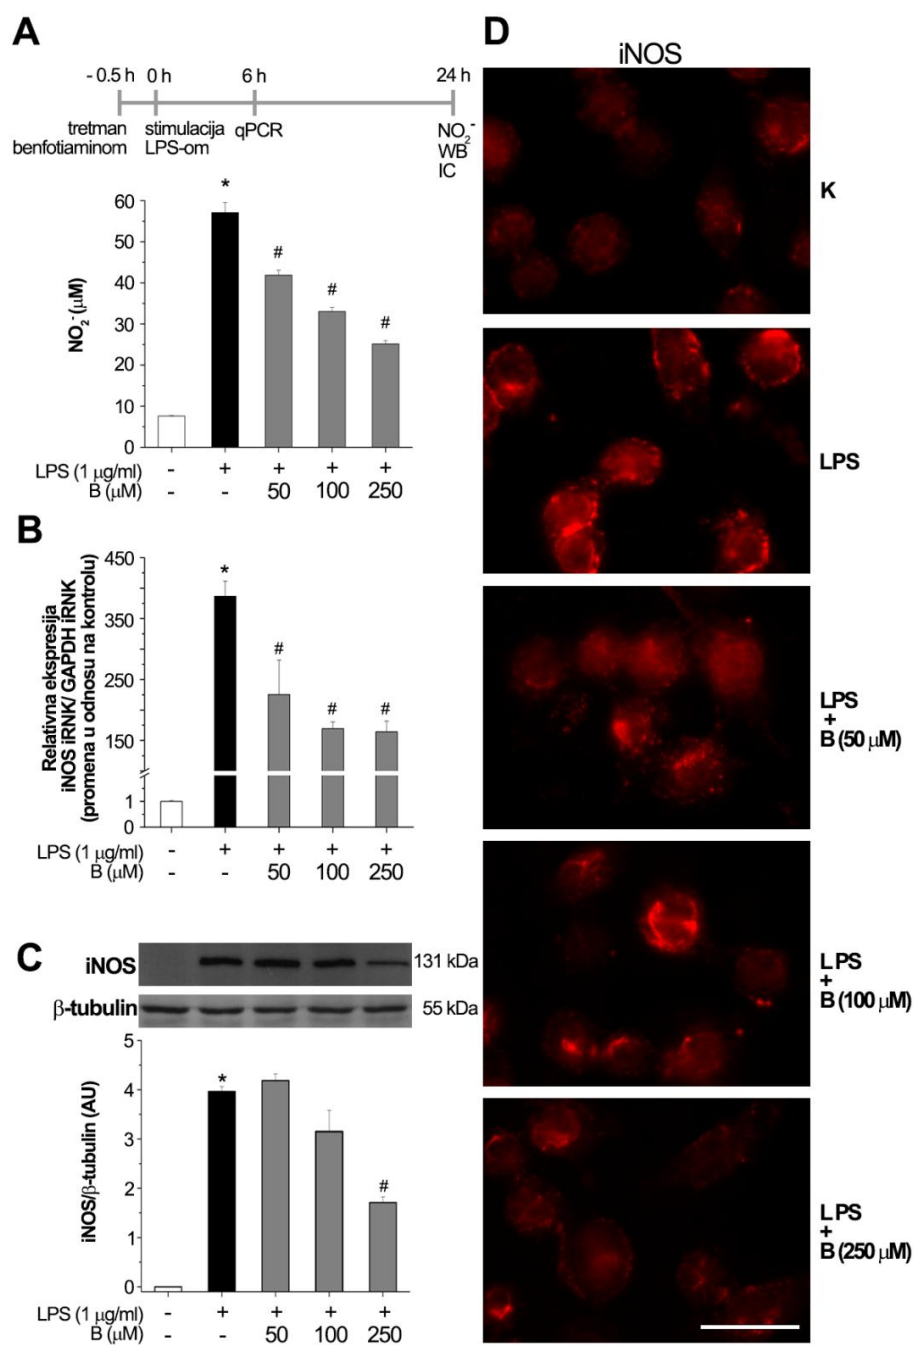 A
- 0.5 h 0 h 6 h 24 h
tretman stimulacija qPCR NO₂⁻
benfotiaminom LPS-om WB
IC
NO₂⁻ (μM)
60
50
40
30
20
10
0
*
#
#
#
LPS (1 μg/ml) - + + + +
B (μM) - - 50 100 250
B
Relativna ekspresija
iNOS iRNK/ GAPDH iRNK
(promena u odnosu na kontrolu)
450
350
250
150
1
0
*
#
#
#
LPS (1 μg/ml) - + + + +
B (μM) - - 50 100 250
C
iNOS 131 kDa
β-tubulin 55 kDa
iNOS/β-tubulin (AU)
5
4
3
2
1
0
*
#
LPS (1 μg/ml) - + + + +
B (μM) - - 50 100 250
D
iNOS
K
LPS
LPS
+
B (50 μM)
LPS
+
B (100 μM)
LPS
+
B (250 μM)